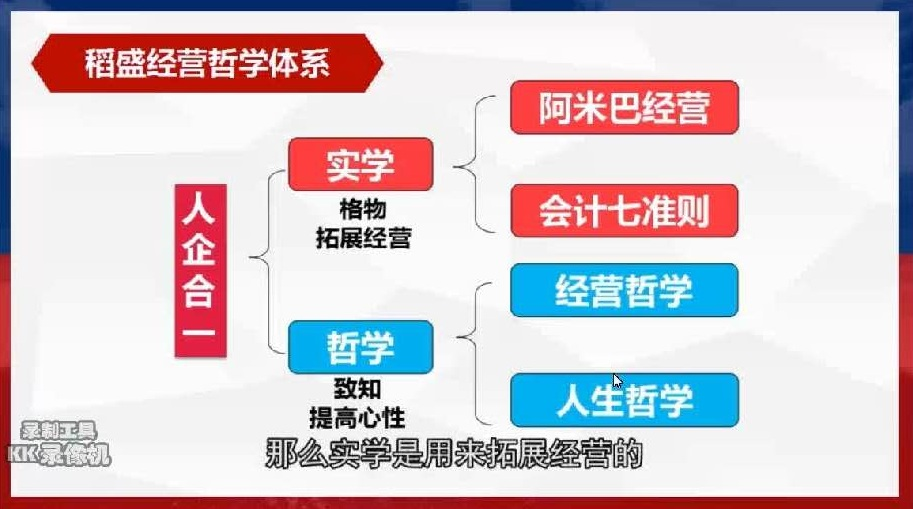 稻盛经营哲学体系
人企合一
实学
格物
拓展经营
阿米巴经营
会计七准则
哲学
致知
提高心性
经营哲学
人生哲学
录制工具
KK录像机
那么实学是用来拓展经营的